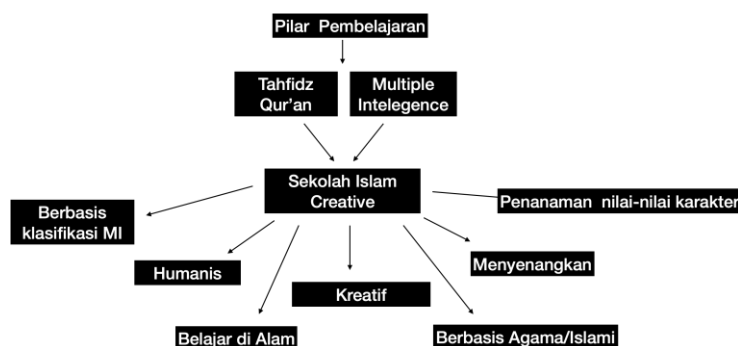 Pilar Pembelajaran
Tahfidz
Qur'an
Multiple
Intelegence
Sekolah Islam
Creative
Berbasis
klasifikasi MI
Penanaman nilai-nilai karakter
Humanis
Menyenangkan
Kreatif
Belajar di Alam
Berbasis Agama/Islami